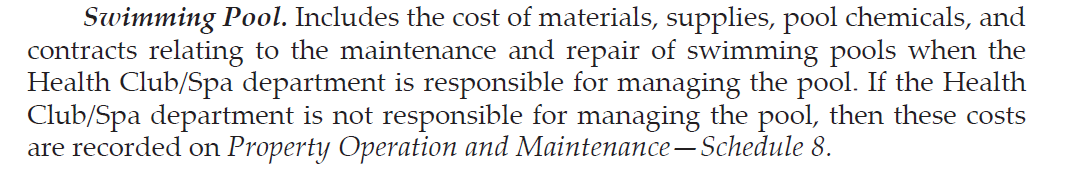 Swimming Pool. Includes the cost of materials, supplies, pool chemicals, and
contracts relating to the maintenance and repair of swimming pools when the
Health Club/Spa department is responsible for managing the pool. If the Health
Club/Spa department is not responsible for managing the pool, then these costs
are recorded on Property Operation and Maintenance—Schedule 8.